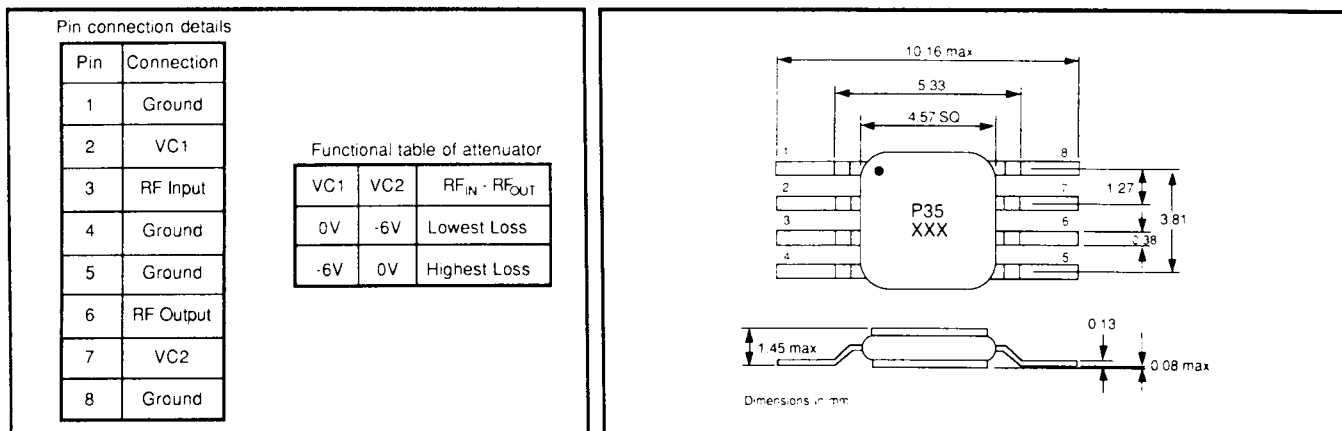 Pin connection details
Pin Connection
1 Ground
2 VC1
3 RF Input
4 Ground
5 Ground
6 RF Output
7 VC2
8 Ground
Functional table of attenuator
VC1 VC2 RFIN - RFOUT
0V -6V Lowest Loss
-6V 0V Highest Loss
10.16 max
5.33
4.57 SQ
1 8
2 7
3 6
4 5
P35
XXX
1.27
3.81
0.38
1.45 max
0.13
0.08 max
Dimensions in mm